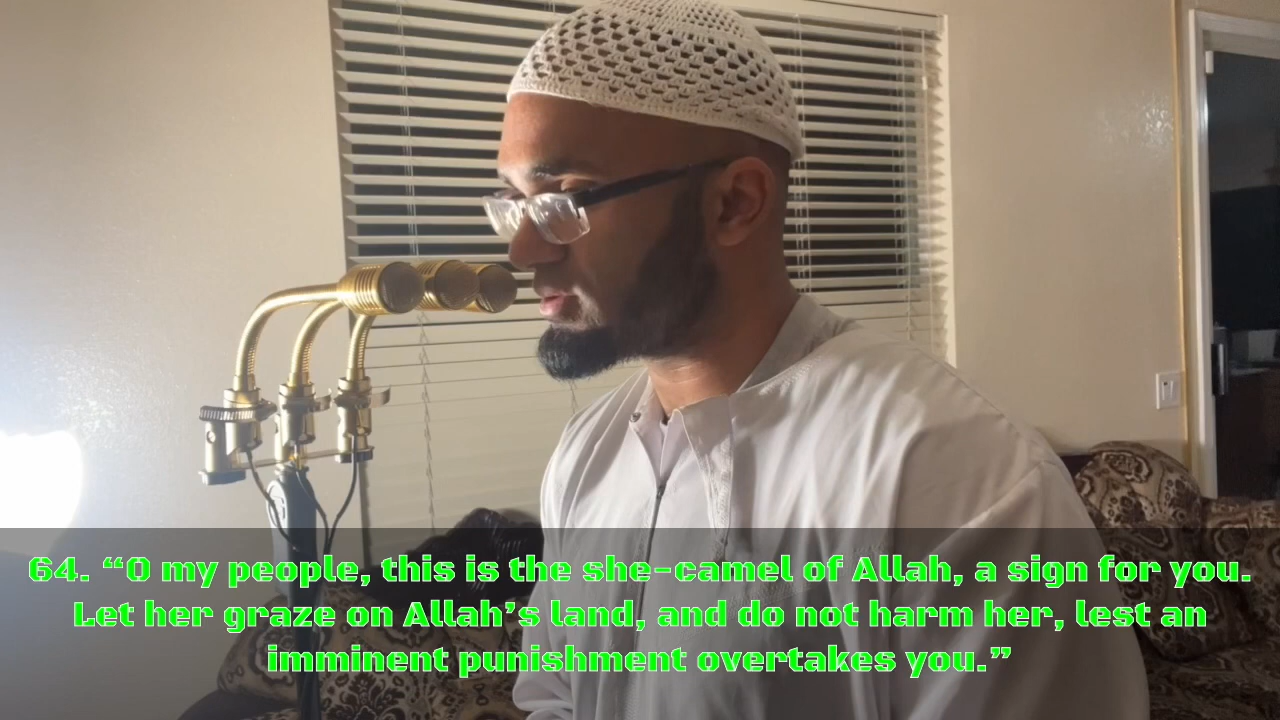 64. “O my people, this is the she-camel of Allah, a sign for you.
Let her graze on Allah’s land, and do not harm her, lest an
imminent punishment overtakes you.”